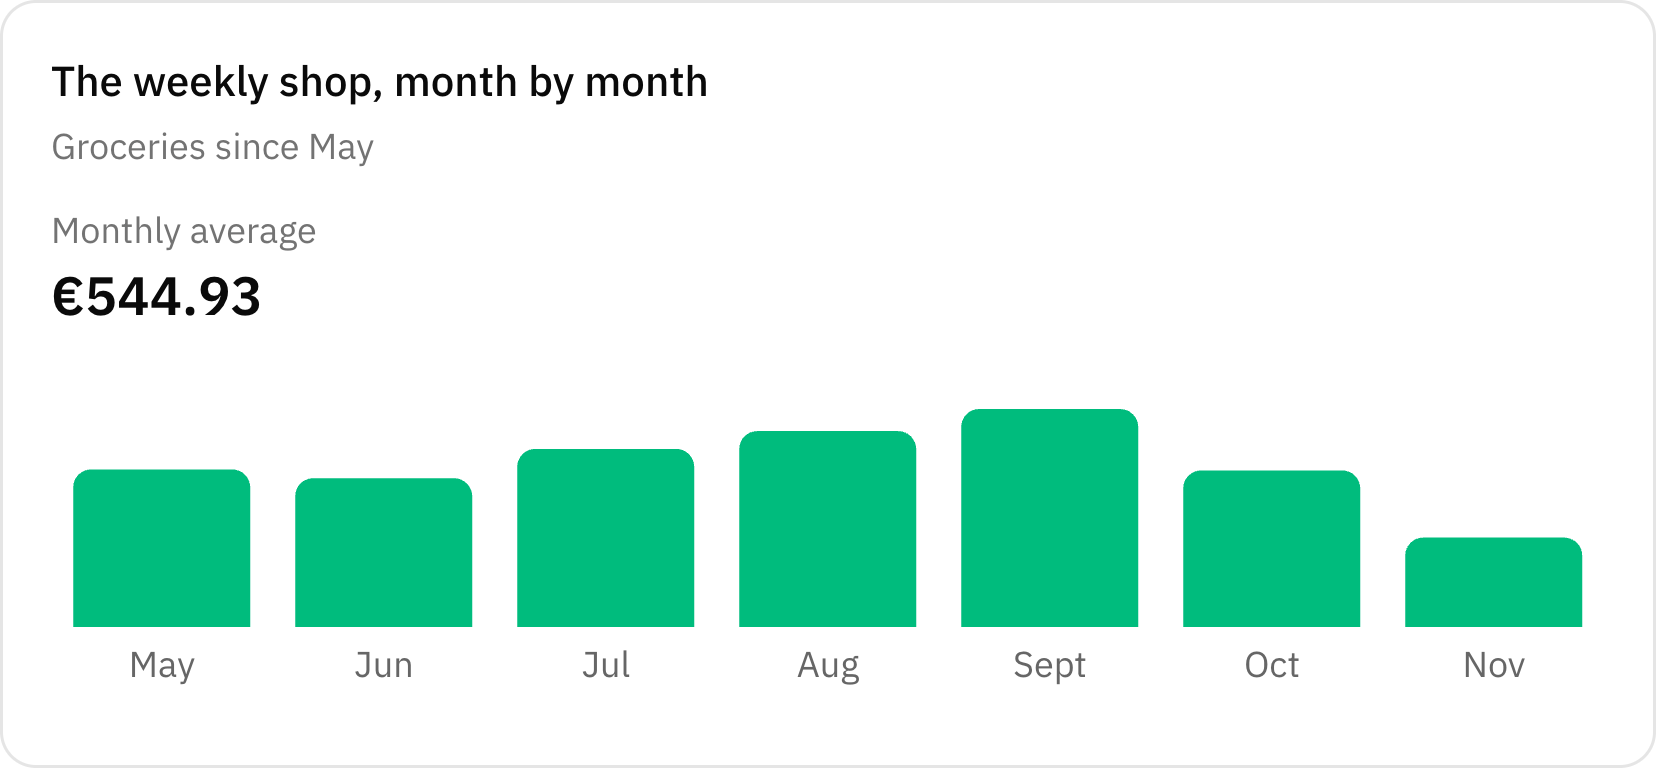 The weekly shop, month by month
Groceries since May
Monthly average
€544.93
May Jun Jul Aug Sept Oct Nov